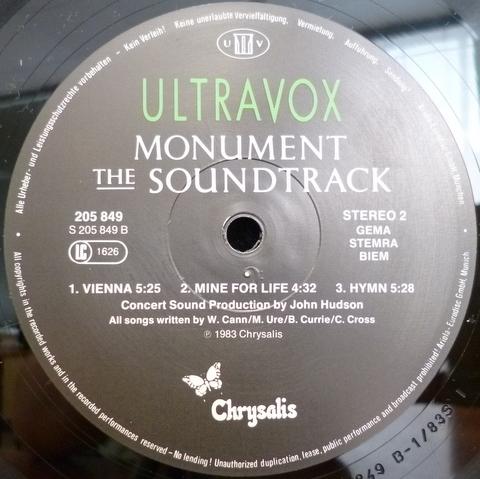 Alle Urheber- und Leistungsschutzrechte vorbehalten – Kein Verleih! Keine unerlaubte Vervielfältigung, Vermietung, Aufführung, Sendung!
U V
ULTRAVOX
MONUMENT
THE SOUNDTRACK
205 849
S 205 849 B
LC 1626
STEREO 2
GEMA
STEMRA
BIEM
1. VIENNA 5:25 2. MINE FOR LIFE 4:32 3. HYMN 5:28
Concert Sound Production by John Hudson
All songs written by W. Cann/M. Ure/B. Currie/C. Cross
℗ 1983 Chrysalis
Chrysalis
All copyrights in the recorded works and in the recorded performances reserved – No lending! Unauthorized duplication, lease, public performance and broadcast prohibited! Ariola-Eurodisc GmbH, Munich
849 B-1/83S